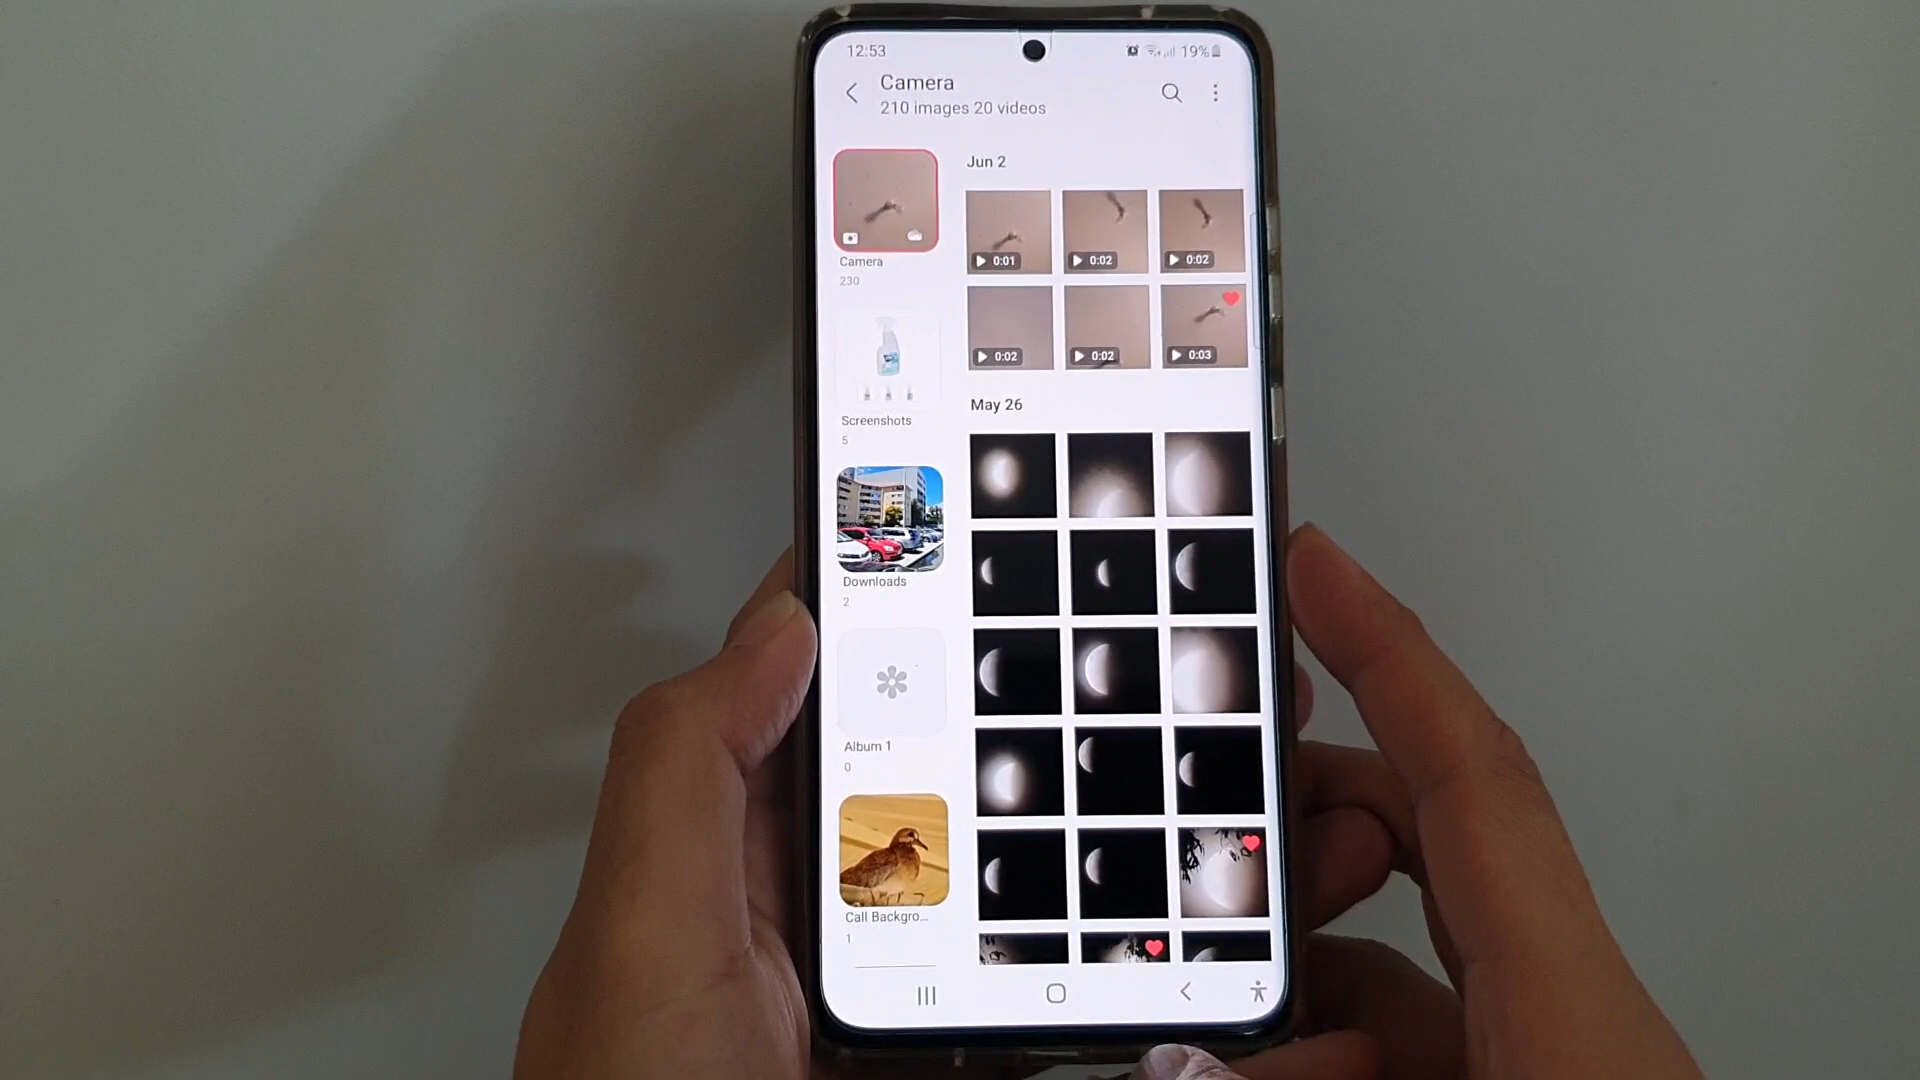 12:53
19%
Camera
210 images 20 videos
Camera
230
Screenshots
5
Downloads
2
Album 1
0
Call Backgro...
1
Jun 2
0:01
0:02
0:02
0:02
0:02
0:03
May 26